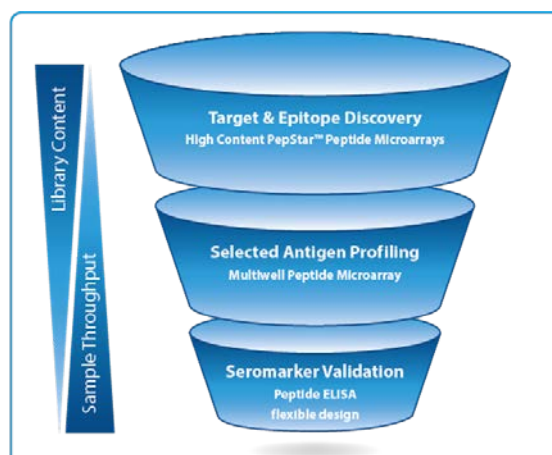 Library Content
Sample Throughput
Target & Epitope Discovery
High Content PepStar™ Peptide Microarrays
Selected Antigen Profiling
Multiwell Peptide Microarray
Seromarker Validation
Peptide ELISA
flexible design